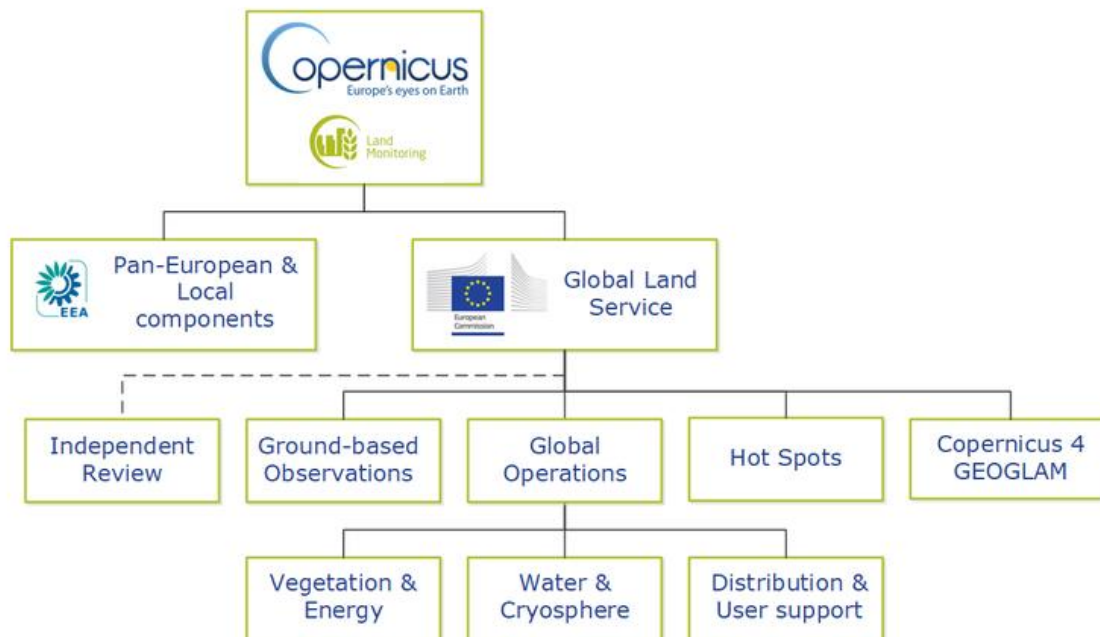 Copernicus
Europe's eyes on Earth
Land
Monitoring
EEA
Pan-European &
Local
components
European
Commission
Global Land
Service
Independent
Review
Ground-based
Observations
Global
Operations
Hot Spots
Copernicus 4
GEOGLAM
Vegetation &
Energy
Water &
Cryosphere
Distribution &
User support